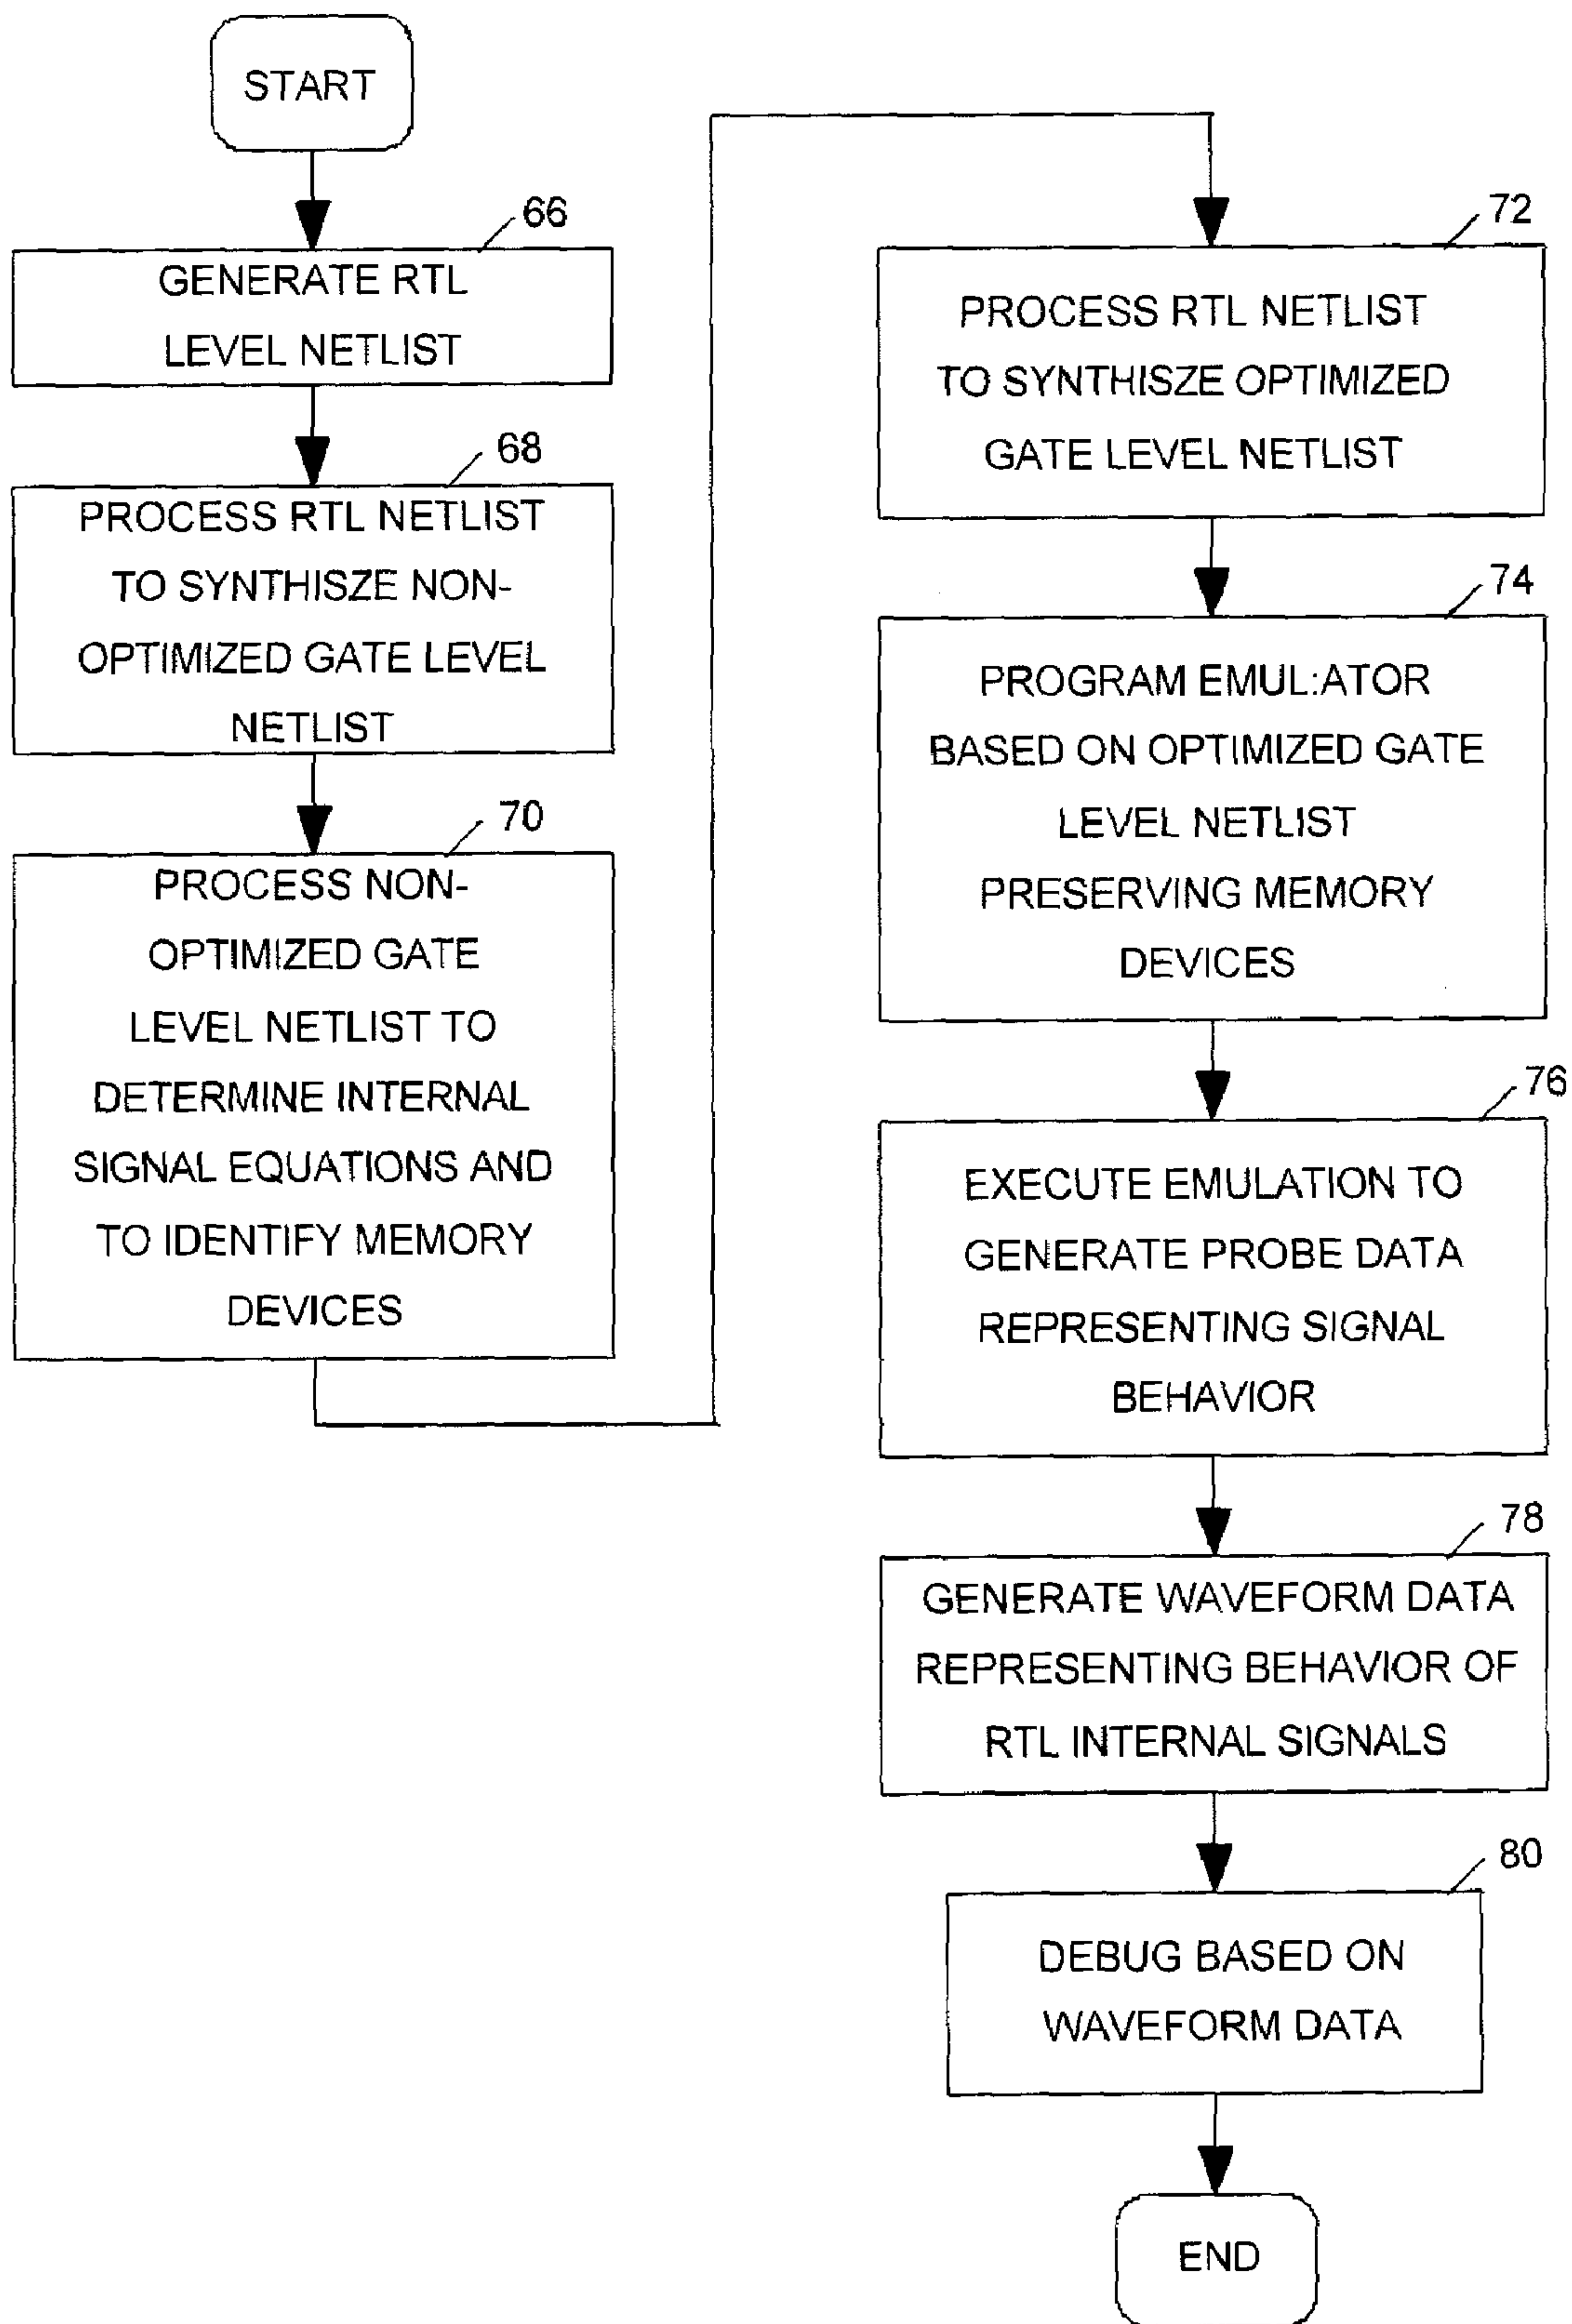 START
66
GENERATE RTL
LEVEL NETLIST
68
PROCESS RTL NETLIST
TO SYNTHISZE NON-
OPTIMIZED GATE LEVEL
NETLIST
70
PROCESS NON-
OPTIMIZED GATE
LEVEL NETLIST TO
DETERMINE INTERNAL
SIGNAL EQUATIONS AND
TO IDENTIFY MEMORY
DEVICES
72
PROCESS RTL NETLIST
TO SYNTHISZE OPTIMIZED
GATE LEVEL NETLIST
74
PROGRAM EMUL:ATOR
BASED ON OPTIMIZED GATE
LEVEL NETLIST
PRESERVING MEMORY
DEVICES
76
EXECUTE EMULATION TO
GENERATE PROBE DATA
REPRESENTING SIGNAL
BEHAVIOR
78
GENERATE WAVEFORM DATA
REPRESENTING BEHAVIOR OF
RTL INTERNAL SIGNALS
80
DEBUG BASED ON
WAVEFORM DATA
END